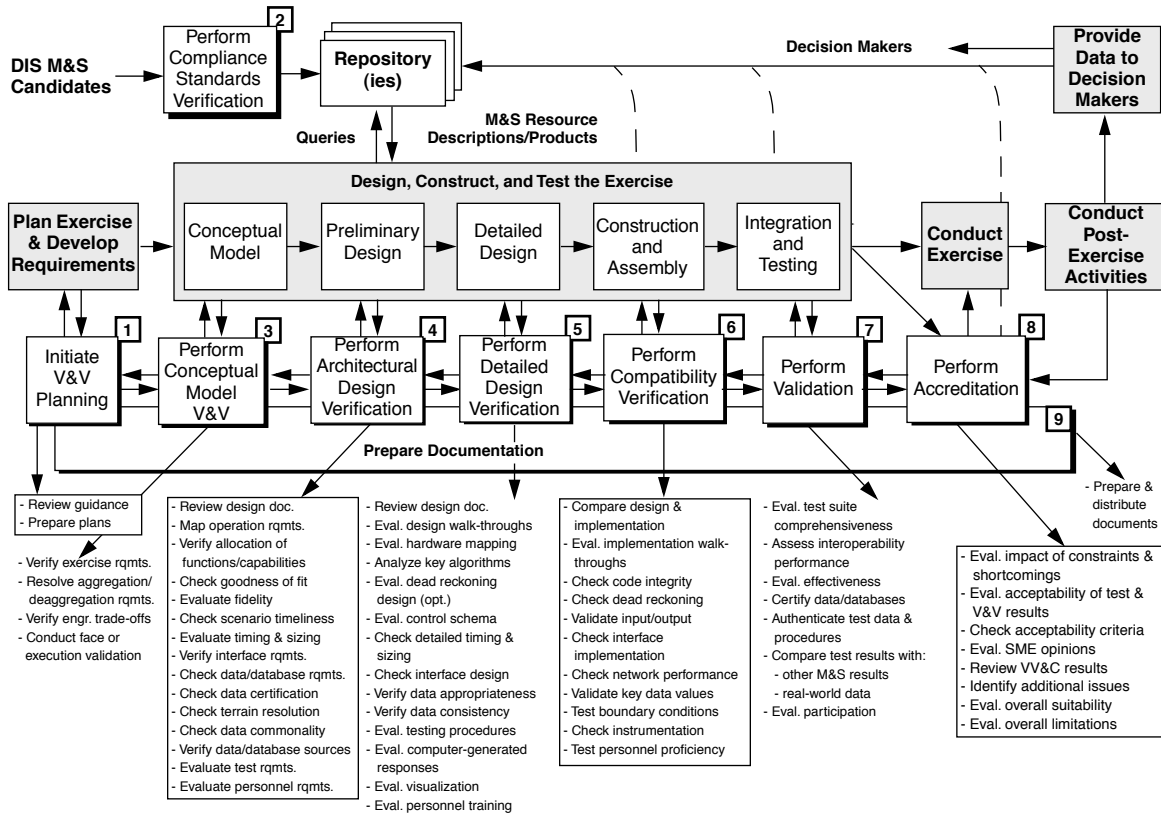 DIS M&S
Candidates
2
Perform
Compliance
Standards
Verification
Repository
(ies)
Decision Makers
Provide
Data to
Decision
Makers
Queries
M&S Resource
Descriptions/Products
Design, Construct, and Test the Exercise
Plan Exercise
& Develop
Requirements
Conceptual
Model
Preliminary
Design
Detailed
Design
Construction
and
Assembly
Integration
and
Testing
Conduct
Exercise
Conduct
Post-
Exercise
Activities
1
Initiate
V&V
Planning
3
Perform
Conceptual
Model
V&V
4
Perform
Architectural
Design
Verification
5
Perform
Detailed
Design
Verification
6
Perform
Compatibility
Verification
7
Perform
Validation
8
Perform
Accreditation
9
Prepare Documentation
- Review guidance
- Prepare plans
- Verify exercise rqmts.
- Resolve aggregation/
deaggregation rqmts.
- Verify engr. trade-offs
- Conduct face or
execution validation
- Review design doc.
- Map operation rqmts.
- Verify allocation of
functions/capabilities
- Check goodness of fit
- Evaluate fidelity
- Check scenario timeliness
- Evaluate timing & sizing
- Verify interface rqmts.
- Check data/database rqmts.
- Check data certification
- Check terrain resolution
- Check data commonality
- Verify data/database sources
- Evaluate test rqmts.
- Evaluate personnel rqmts.
- Review design doc.
- Eval. design walk-throughs
- Eval. hardware mapping
- Analyze key algorithms
- Eval. dead reckoning
design (opt.)
- Eval. control schema
- Check detailed timing &
sizing
- Check interface design
- Verify data appropriateness
- Verify data consistency
- Eval. testing procedures
- Eval. computer-generated
responses
- Eval. visualization
- Eval. personnel training
- Compare design &
implementation
- Eval. implementation walk-
throughs
- Check code integrity
- Check dead reckoning
- Validate input/output
- Check interface
implementation
- Check network performance
- Validate key data values
- Test boundary conditions
- Check instrumentation
- Test personnel proficiency
- Eval. test suite
comprehensiveness
- Assess interoperability
performance
- Eval. effectiveness
- Certify data/databases
- Authenticate test data &
procedures
- Compare test results with:
- other M&S results
- real-world data
- Eval. participation
- Prepare &
distribute
documents
- Eval. impact of constraints &
shortcomings
- Eval. acceptability of test &
V&V results
- Check acceptability criteria
- Eval. SME opinions
- Review VV&C results
- Identify additional issues
- Eval. overall suitability
- Eval. overall limitations